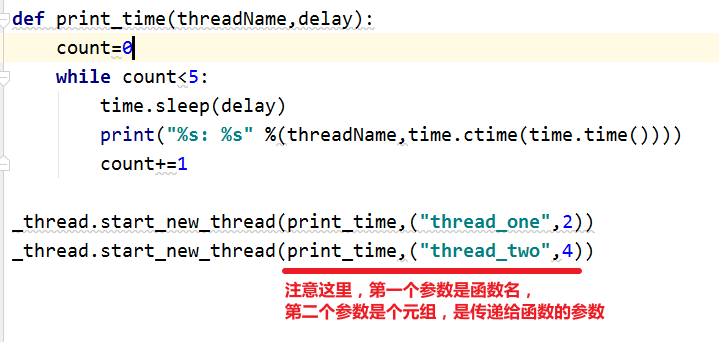 def print_time(threadName,delay):
    count=0
    while count<5:
        time.sleep(delay)
        print("%s: %s" %(threadName,time.ctime(time.time())))
        count+=1
_thread.start_new_thread(print_time,("thread_one",2))
_thread.start_new_thread(print_time,("thread_two",4))
注意这里，第一个参数是函数名，
第二个参数是个元组，是传递给函数的参数